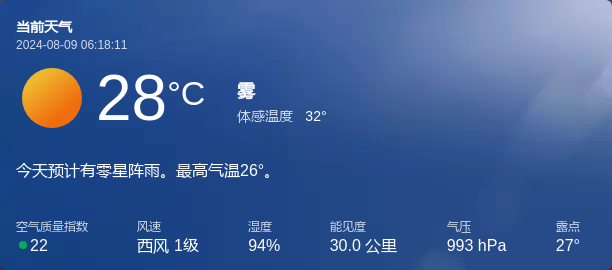 当前天气
2024-08-09 06:18:11
28°C
雾
体感温度 32°
今天预计有零星阵雨。最高气温26°。
空气质量指数 风速 湿度 能见度 气压 露点
22 西风 1级 94% 30.0 公里 993 hPa 27°